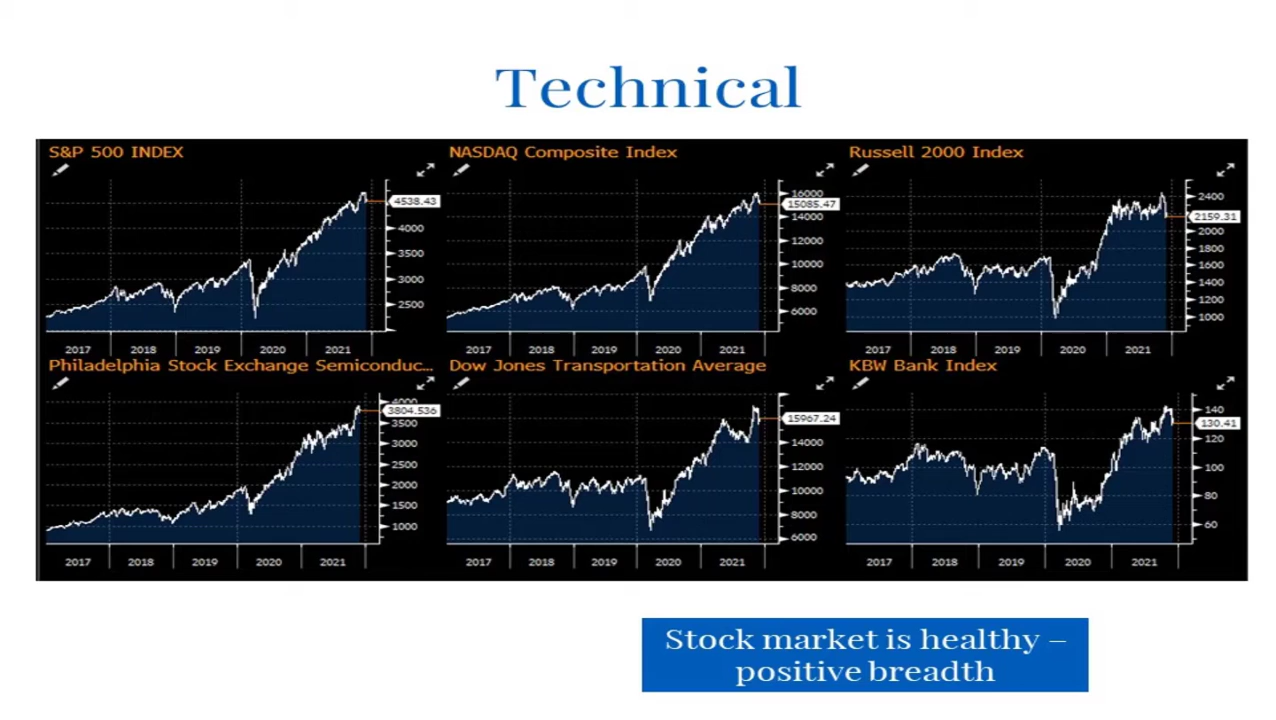 Technical
S&P 500 INDEX
4538.43
4000
3500
3000
2500
2017 2018 2019 2020 2021
NASDAQ Composite Index
16000
15085.47
14000
12000
10000
8000
6000
2017 2018 2019 2020 2021
Russell 2000 Index
2400
2159.31
2000
1800
1600
1400
1200
1000
2017 2018 2019 2020 2021
Philadelphia Stock Exchange Semiconduc...
4000
3804.536
3500
3000
2500
2000
1500
1000
2017 2018 2019 2020 2021
Dow Jones Transportation Average
15967.24
14000
12000
10000
8000
6000
2017 2018 2019 2020 2021
KBW Bank Index
140
130.41
120
100
80
60
2017 2018 2019 2020 2021
Stock market is healthy –
positive breadth